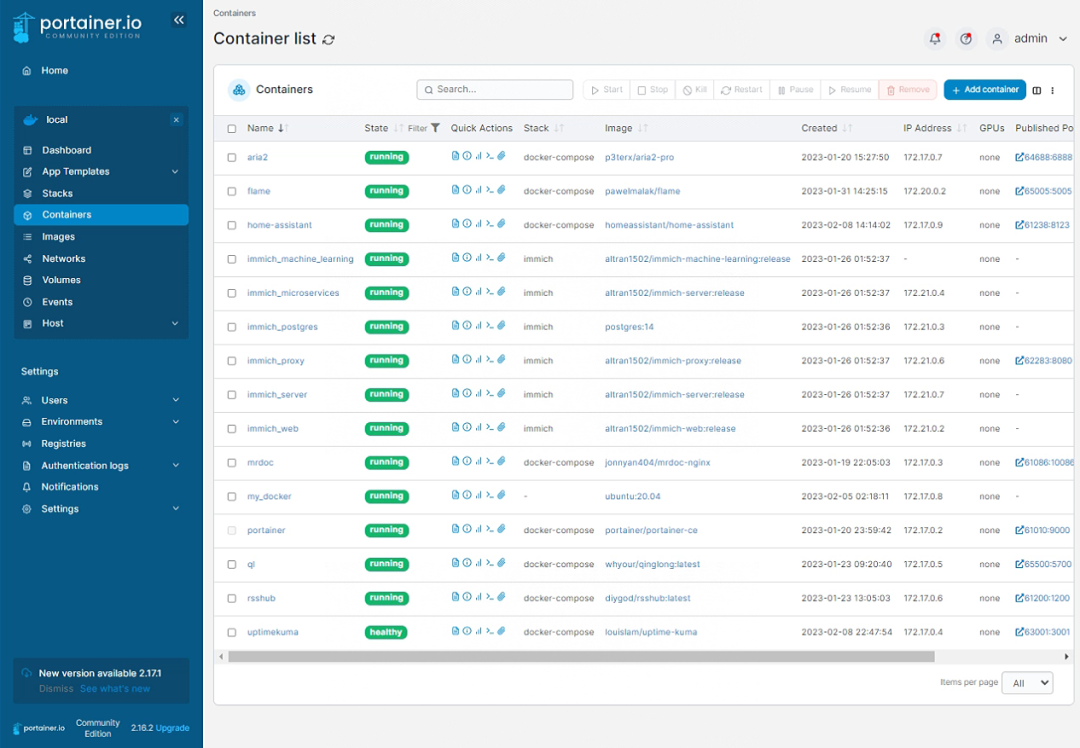 portainer.io
COMMUNITY EDITION
Home
local
Dashboard
App Templates
Stacks
Containers
Images
Networks
Volumes
Events
Host
Settings
Users
Environments
Registries
Authentication logs
Notifications
Settings
New version available 2.17.1
Dismiss See what's new
portainer.io Community Edition 2.16.2 Upgrade
Containers
Container list
admin
Containers Search... Start Stop Kill Restart Pause Resume Remove + Add container
Name State Filter Quick Actions Stack Image Created IP Address GPUs Published Po
aria2 running docker-compose p3terx/aria2-pro 2023-01-20 15:27:50 172.17.0.7 none 64688:6888
flame running docker-compose pawelmalak/flame 2023-01-31 14:25:15 172.20.0.2 none 65005:5005
home-assistant running docker-compose homeassistant/home-assistant 2023-02-08 14:14:02 172.17.0.9 none 61238:8123
immich_machine_learning running immich altran1502/immich-machine-learning:release 2023-01-26 01:52:37 - none -
immich_microservices running immich altran1502/immich-server:release 2023-01-26 01:52:37 172.21.0.4 none -
immich_postgres running immich postgres:14 2023-01-26 01:52:36 172.21.0.3 none -
immich_proxy running immich altran1502/immich-proxy:release 2023-01-26 01:52:37 172.21.0.6 none 62283:8080
immich_server running immich altran1502/immich-server:release 2023-01-26 01:52:37 172.21.0.7 none -
immich_web running immich altran1502/immich-web:release 2023-01-26 01:52:36 172.21.0.2 none -
mrdoc running docker-compose jonnyan404/mrdoc-nginx 2023-01-19 22:05:03 172.17.0.3 none 61086:10086
my_docker running - ubuntu:20.04 2023-02-05 02:18:11 172.17.0.8 none -
portainer running docker-compose portainer/portainer-ce 2023-01-20 23:59:42 172.17.0.2 none 61010:9000
ql running docker-compose whyour/qinglong:latest 2023-01-23 09:20:40 172.17.0.5 none 65500:5700
rsshub running docker-compose diygod/rsshub:latest 2023-01-23 13:05:03 172.17.0.6 none 61200:1200
uptimekuma healthy docker-compose louislam/uptime-kuma 2023-02-08 22:47:54 172.17.0.4 none 63001:3001
Items per page All